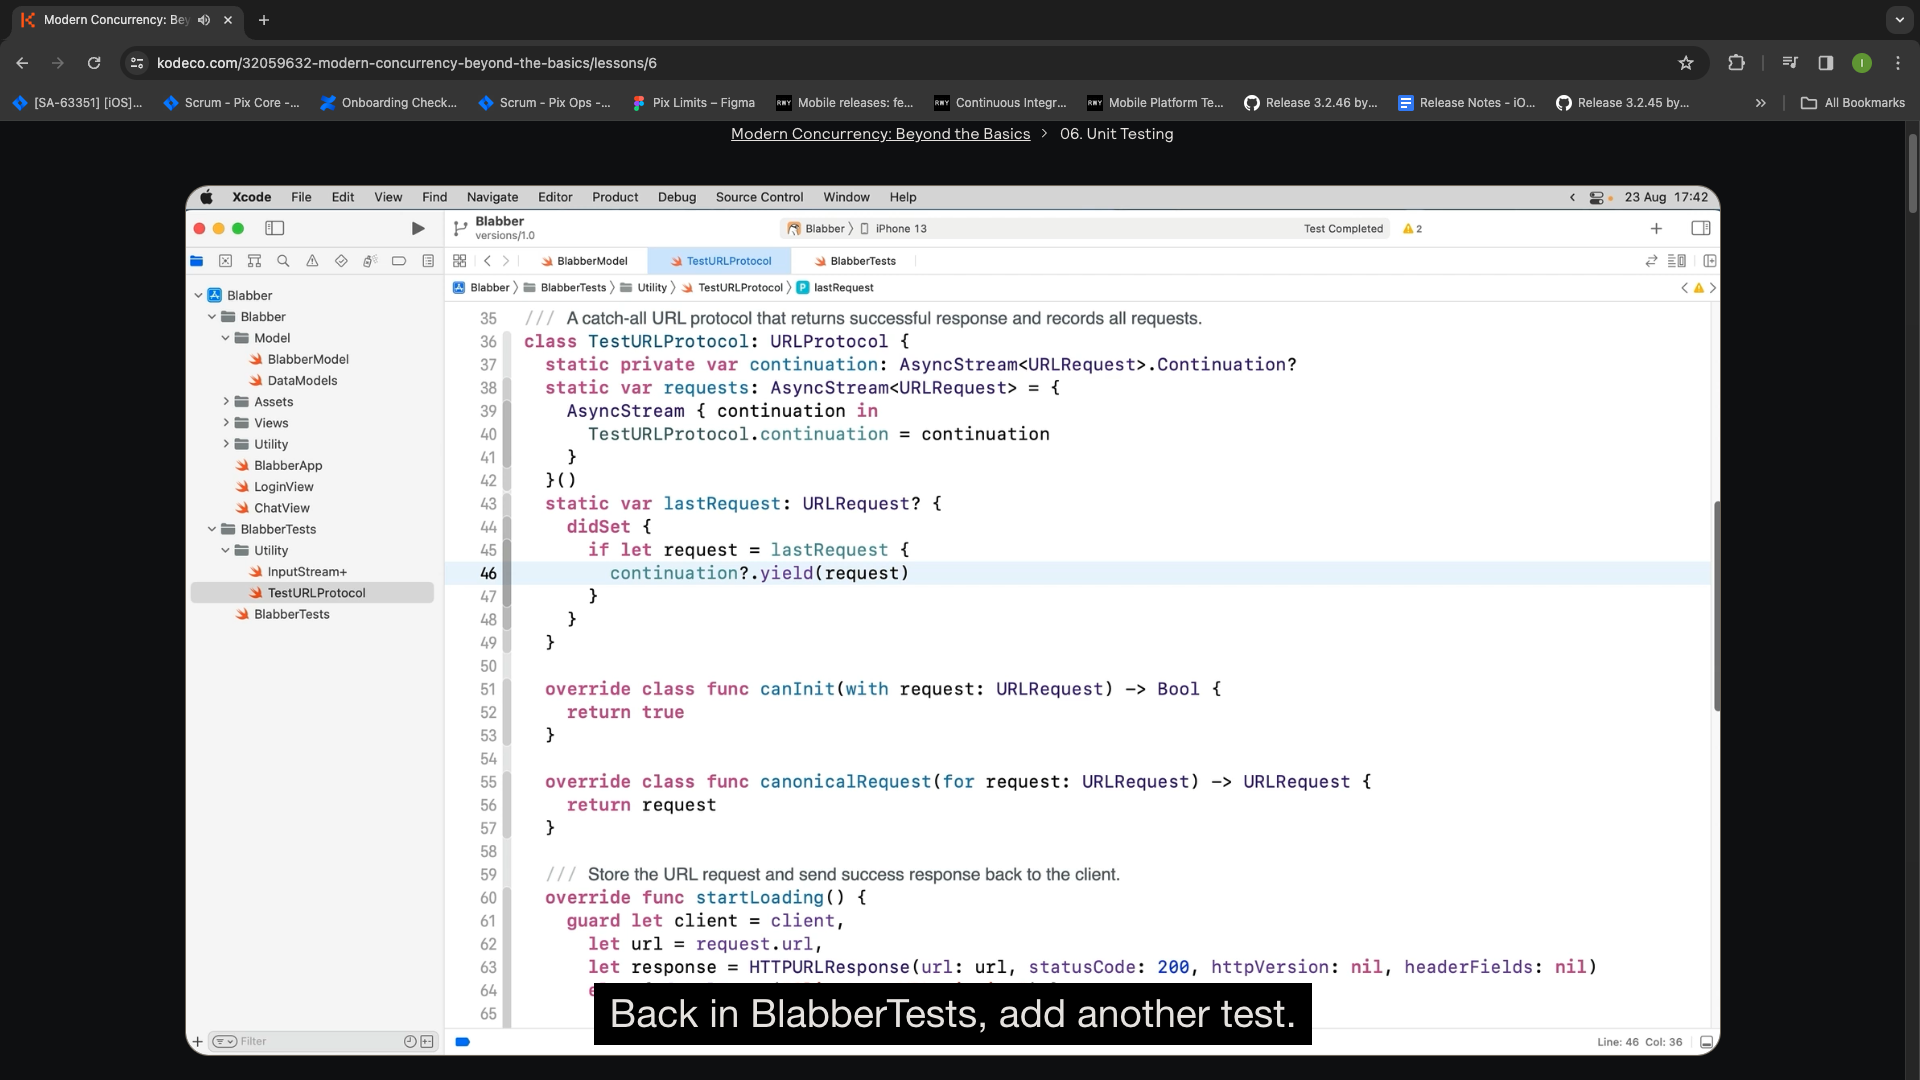 Modern Concurrency: Bey
kodeco.com/32059632-modern-concurrency-beyond-the-basics/lessons/6
I
[SA-63351] [iOS]...
Scrum - Pix Core -...
Onboarding Check...
Scrum - Pix Ops -...
Pix Limits – Figma
RWY
Mobile releases: fe...
RWY
Continuous Integr...
RWY
Mobile Platform Te...
Release 3.2.46 by...
Release Notes - iO...
Release 3.2.45 by...
All Bookmarks
Modern Concurrency: Beyond the Basics > 06. Unit Testing
Xcode File Edit View Find Navigate Editor Product Debug Source Control Window Help
23 Aug 17:42
Blabber
versions/1.0
Blabber iPhone 13
Test Completed
2
BlabberModel
TestURLProtocol
BlabberTests
Blabber BlabberTests Utility TestURLProtocol P lastRequest
Blabber
Blabber
Model
BlabberModel
DataModels
Assets
Views
Utility
BlabberApp
LoginView
ChatView
BlabberTests
Utility
InputStream+
TestURLProtocol
BlabberTests
Filter
35 /// A catch-all URL protocol that returns successful response and records all requests.
36 class TestURLProtocol: URLProtocol {
37 static private var continuation: AsyncStream<URLRequest>.Continuation?
38 static var requests: AsyncStream<URLRequest> = {
39 AsyncStream { continuation in
40 TestURLProtocol.continuation = continuation
41 }
42 }()
43 static var lastRequest: URLRequest? {
44 didSet {
45 if let request = lastRequest {
46 continuation?.yield(request)
47 }
48 }
49 }
50
51 override class func canInit(with request: URLRequest) -> Bool {
52 return true
53 }
54
55 override class func canonicalRequest(for request: URLRequest) -> URLRequest {
56 return request
57 }
58
59 /// Store the URL request and send success response back to the client.
60 override func startLoading() {
61 guard let client = client,
62 let url = request.url,
63 let response = HTTPURLResponse(url: url, statusCode: 200, httpVersion: nil, headerFields: nil)
64
65
Back in BlabberTests, add another test.
Line: 46 Col: 36